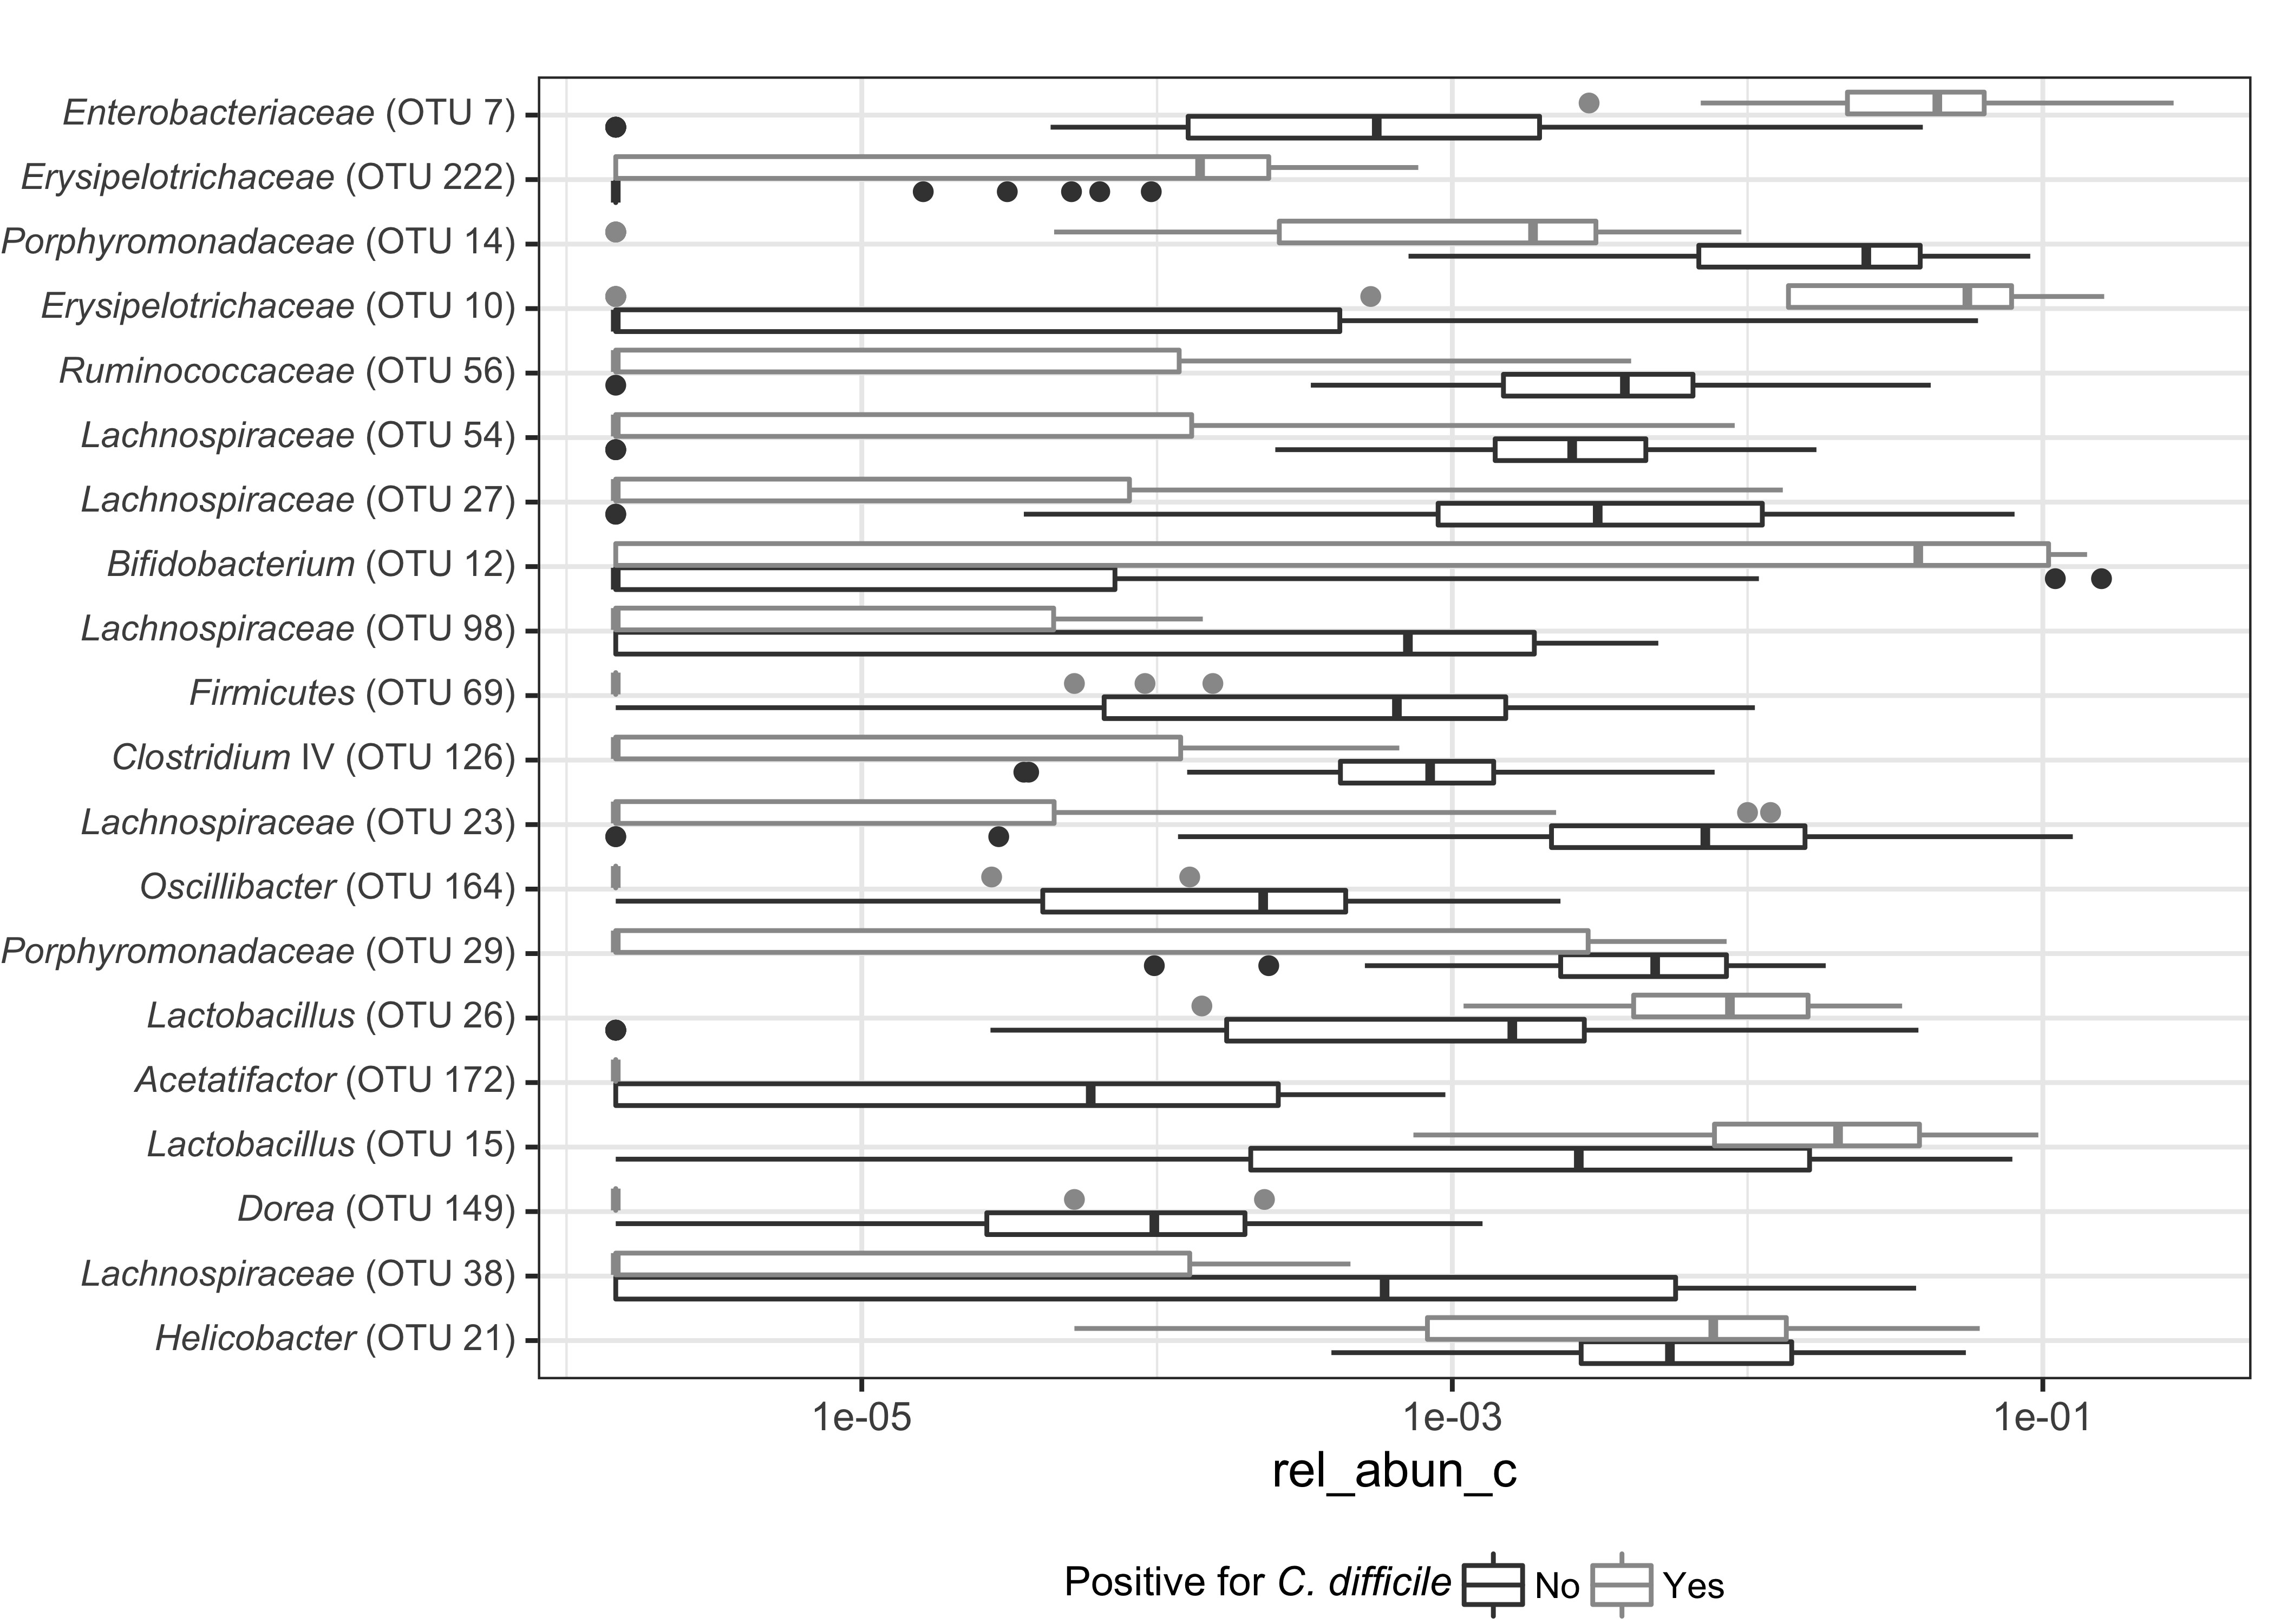 Enterobacteriaceae (OTU 7)
Erysipelotrichaceae (OTU 222)
Porphyromonadaceae (OTU 14)
Erysipelotrichaceae (OTU 10)
Ruminococcaceae (OTU 56)
Lachnospiraceae (OTU 54)
Lachnospiraceae (OTU 27)
Bifidobacterium (OTU 12)
Lachnospiraceae (OTU 98)
Firmicutes (OTU 69)
Clostridium IV (OTU 126)
Lachnospiraceae (OTU 23)
Oscillibacter (OTU 164)
Porphyromonadaceae (OTU 29)
Lactobacillus (OTU 26)
Acetatifactor (OTU 172)
Lactobacillus (OTU 15)
Dorea (OTU 149)
Lachnospiraceae (OTU 38)
Helicobacter (OTU 21)
1e-05 1e-03 1e-01
rel_abun_c
Positive for C. difficile No Yes